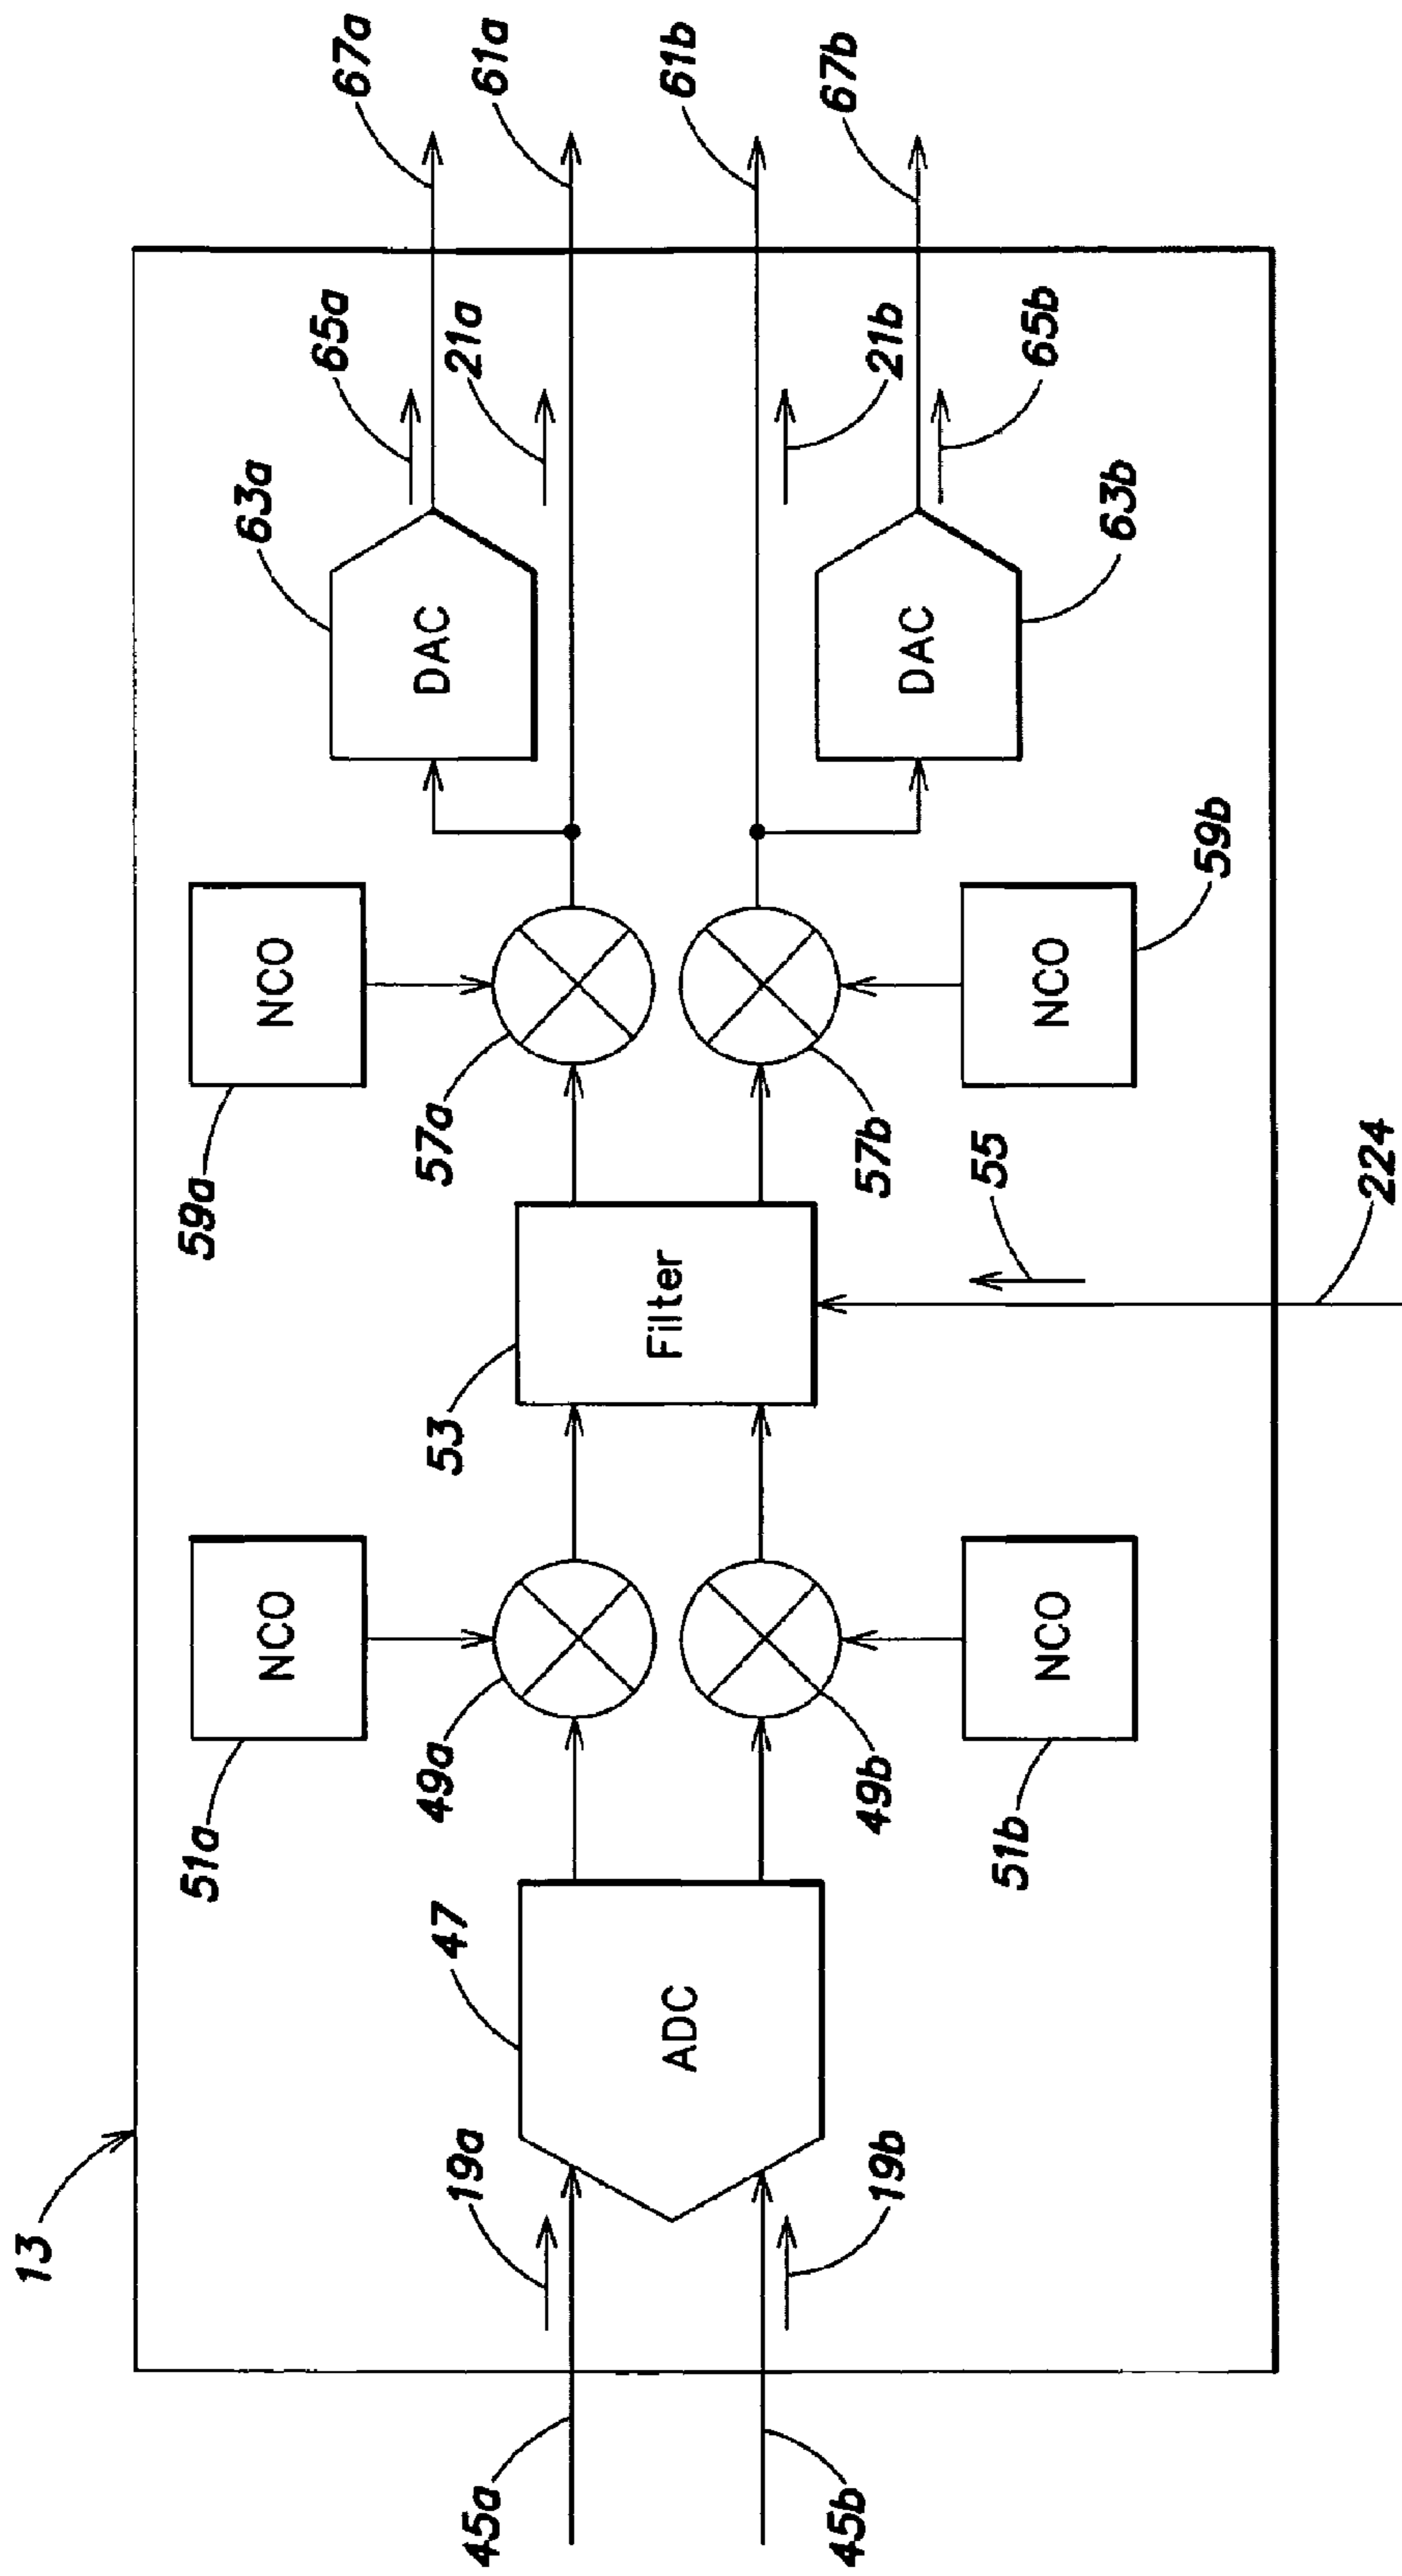 13
45a
45b
19a
19b
47
ADC
51a
NCO
49a
49b
51b
NCO
53
Filter
55
224
59a
NCO
57a
57b
59b
NCO
63a
DAC
63b
DAC
65a
21a
21b
65b
67a
61a
61b
67b